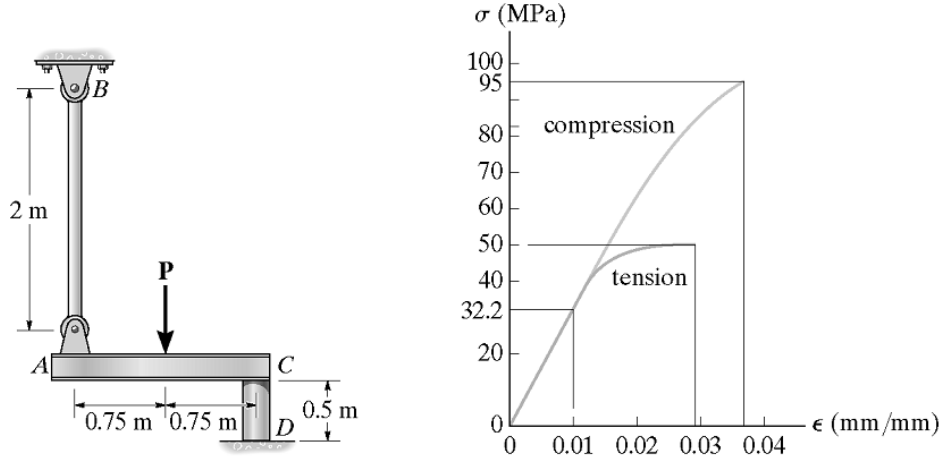 B
2 m
P
A
C
0.75 m 0.75 m
0.5 m
D
σ (MPa)
100
95
80
70
60
50
40
32.2
20
0
compression
tension
0 0.01 0.02 0.03 0.04
ϵ (mm/mm)